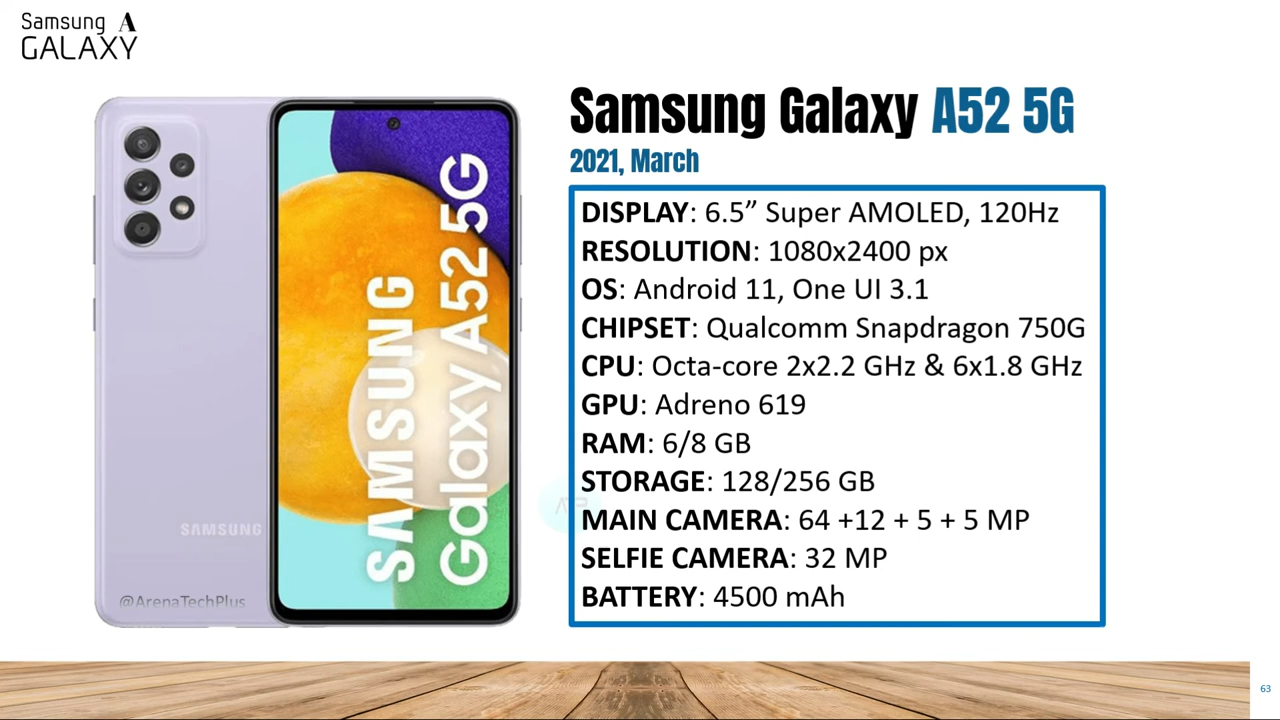 Samsung A
GALAXY
Samsung Galaxy A52 5G
2021, March
DISPLAY: 6.5” Super AMOLED, 120Hz
RESOLUTION: 1080x2400 px
OS: Android 11, One UI 3.1
CHIPSET: Qualcomm Snapdragon 750G
CPU: Octa-core 2x2.2 GHz & 6x1.8 GHz
GPU: Adreno 619
RAM: 6/8 GB
STORAGE: 128/256 GB
MAIN CAMERA: 64 +12 + 5 + 5 MP
SELFIE CAMERA: 32 MP
BATTERY: 4500 mAh
SAMSUNG
Galaxy A52 5G
SAMSUNG
@ArenaTechPlus
ATP
63